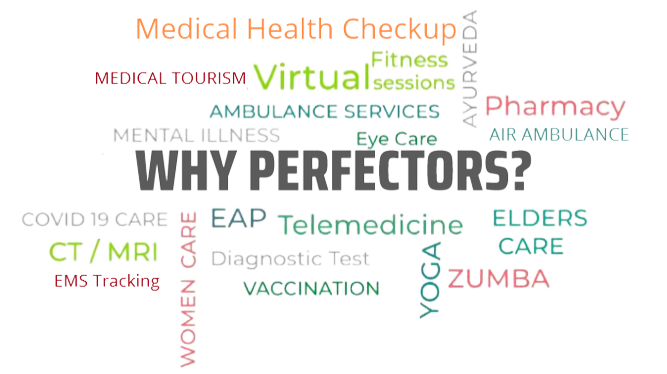 Medical Health Checkup
AYURVEDA
Fitness
MEDICAL TOURISM
Virtual
sessions
AMBULANCE SERVICES
Pharmacy
MENTAL ILLNESS
Eye Care
AIR AMBULANCE
WHY PERFECTORS?
COVID 19 CARE
WOMEN CARE
EAP
Telemedicine
ELDERS
CARE
CT / MRI
Diagnostic Test
YOGA
ZUMBA
EMS Tracking
VACCINATION